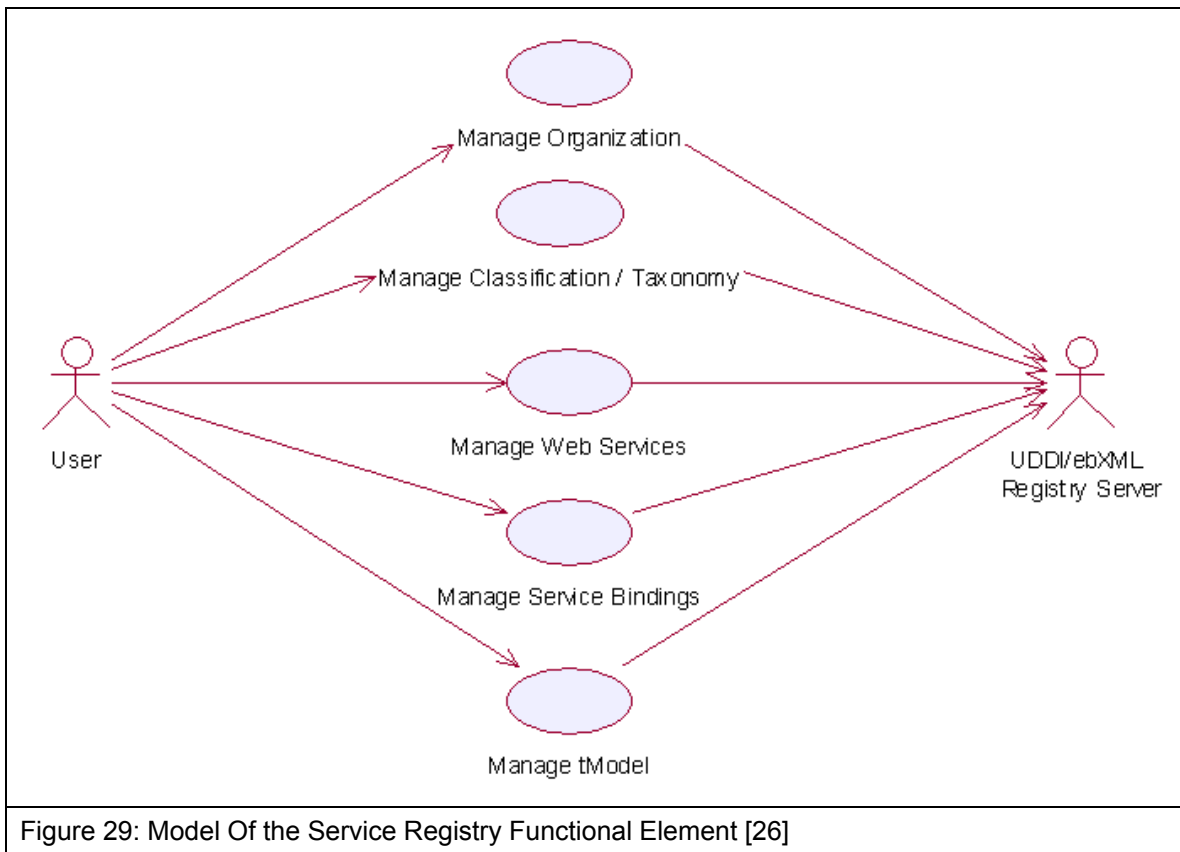 Manage Organization
Manage Classification / Taxonomy
Manage Web Services
User
UDDI/ebXML
Registry Server
Manage Service Bindings
Manage tModel
Figure 29: Model Of the Service Registry Functional Element [26]